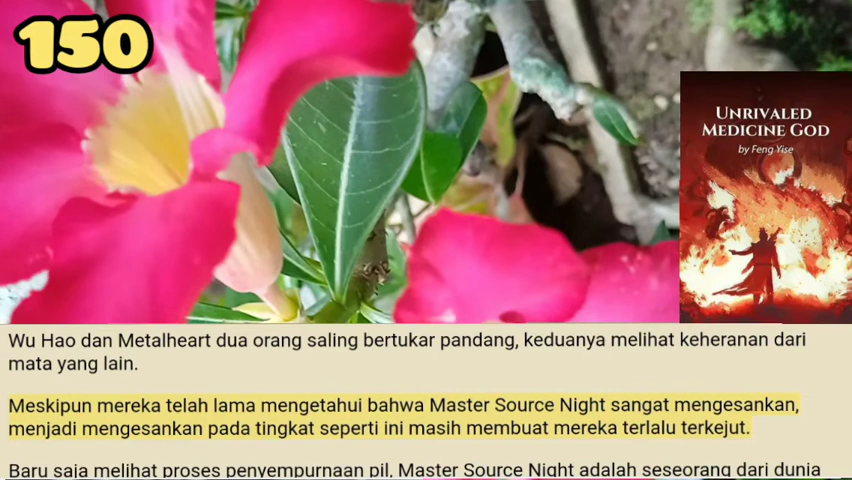 150
UNRIVALED
MEDICINE GOD
by Feng Yise
Wu Hao dan Metalheart dua orang saling bertukar pandang, keduanya melihat keheranan dari
mata yang lain.
Meskipun mereka telah lama mengetahui bahwa Master Source Night sangat mengesankan,
menjadi mengesankan pada tingkat seperti ini masih membuat mereka terlalu terkejut.
Baru saja melihat proses penyempurnaan pil, Master Source Night adalah seseorang dari dunia